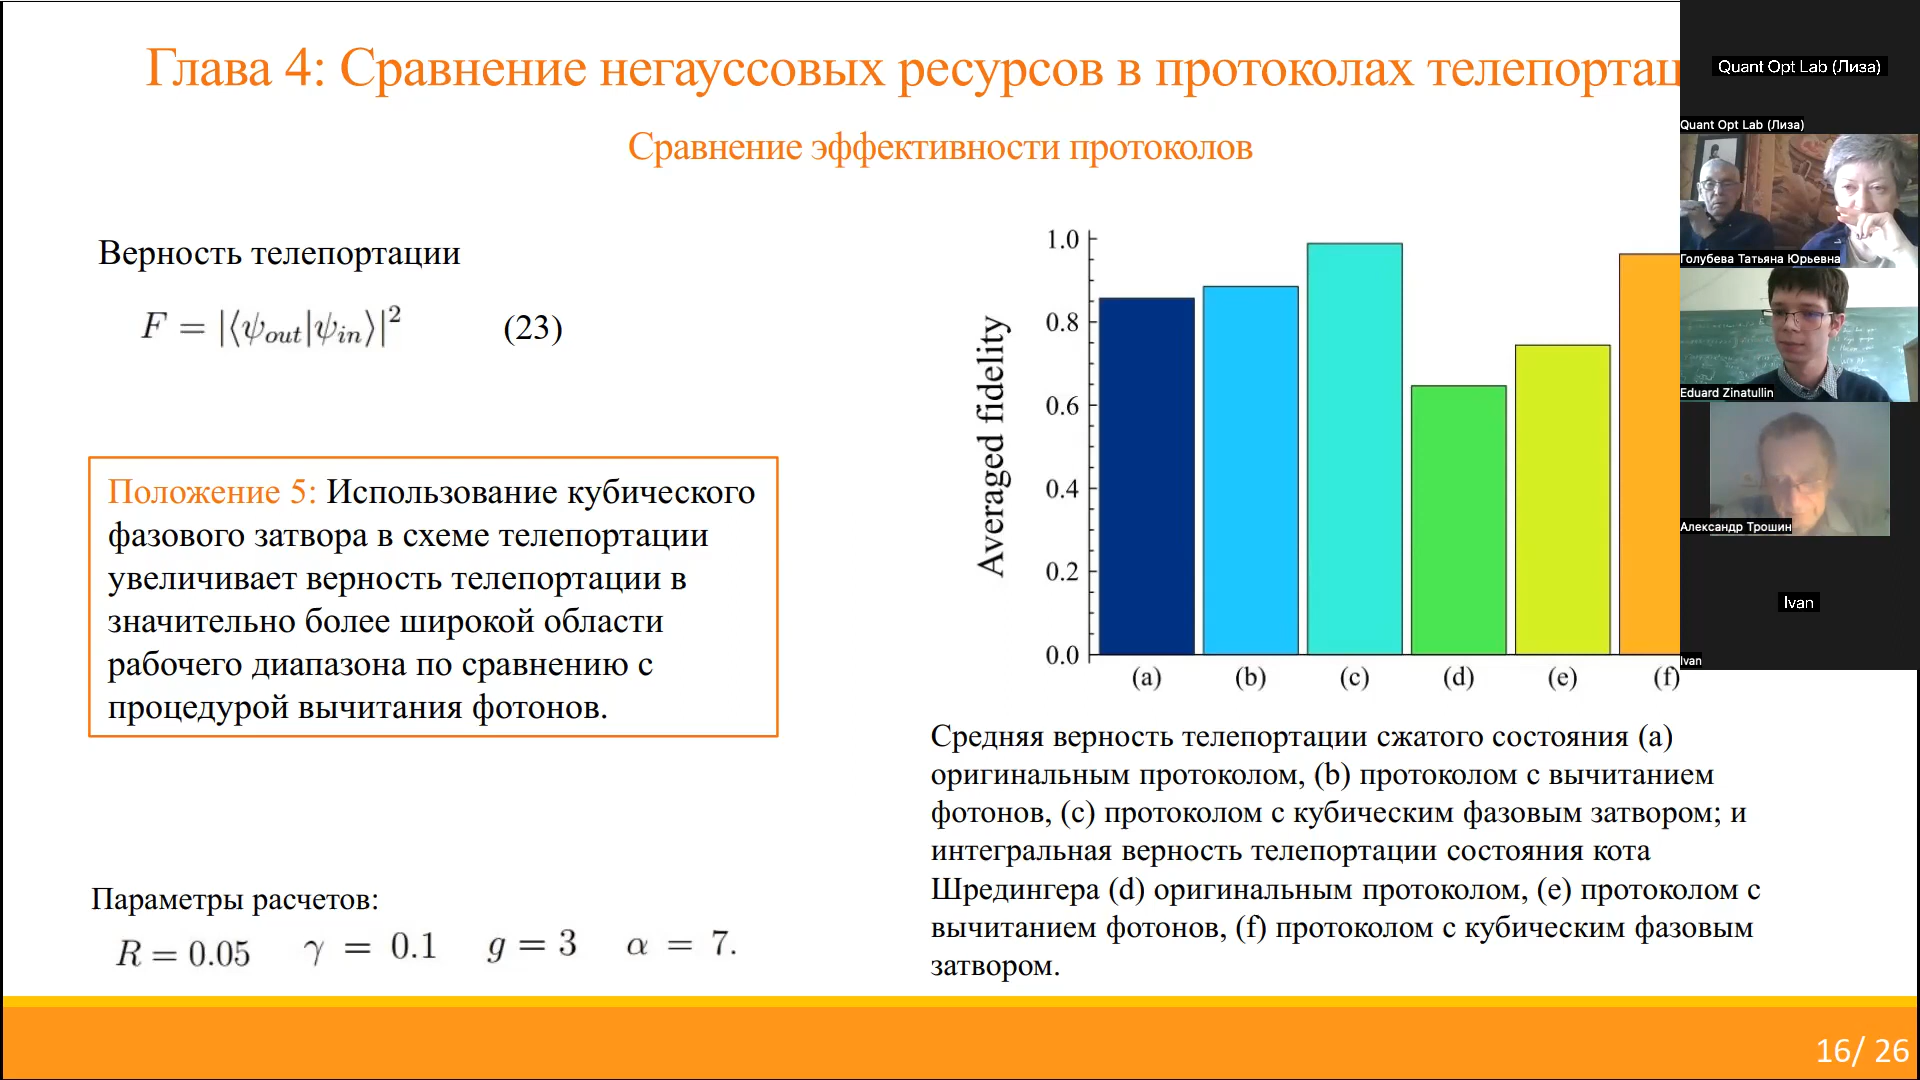 Глава 4: Сравнение негауссовых ресурсов в протоколах телепортац
Сравнение эффективности протоколов
Верность телепортации
F = |⟨ψout|ψin⟩|² (23)
Положение 5: Использование кубического
фазового затвора в схеме телепортации
увеличивает верность телепортации в
значительно более широкой области
рабочего диапазона по сравнению с
процедурой вычитания фотонов.
Параметры расчетов:
R = 0.05 γ = 0.1 g = 3 α = 7.
Averaged fidelity
1.0
0.8
0.6
0.4
0.2
0.0
(a) (b) (c) (d) (e) (f)
Средняя верность телепортации сжатого состояния (a)
оригинальным протоколом, (b) протоколом с вычитанием
фотонов, (c) протоколом с кубическим фазовым затвором; и
интегральная верность телепортации состояния кота
Шредингера (d) оригинальным протоколом, (e) протоколом с
вычитанием фотонов, (f) протоколом с кубическим фазовым
затвором.
16/ 26
Quant Opt Lab (Лиза)
Quant Opt Lab (Лиза)
Голубева Татьяна Юрьевна
Eduard Zinatullin
Александр Трошин
Ivan
Ivan